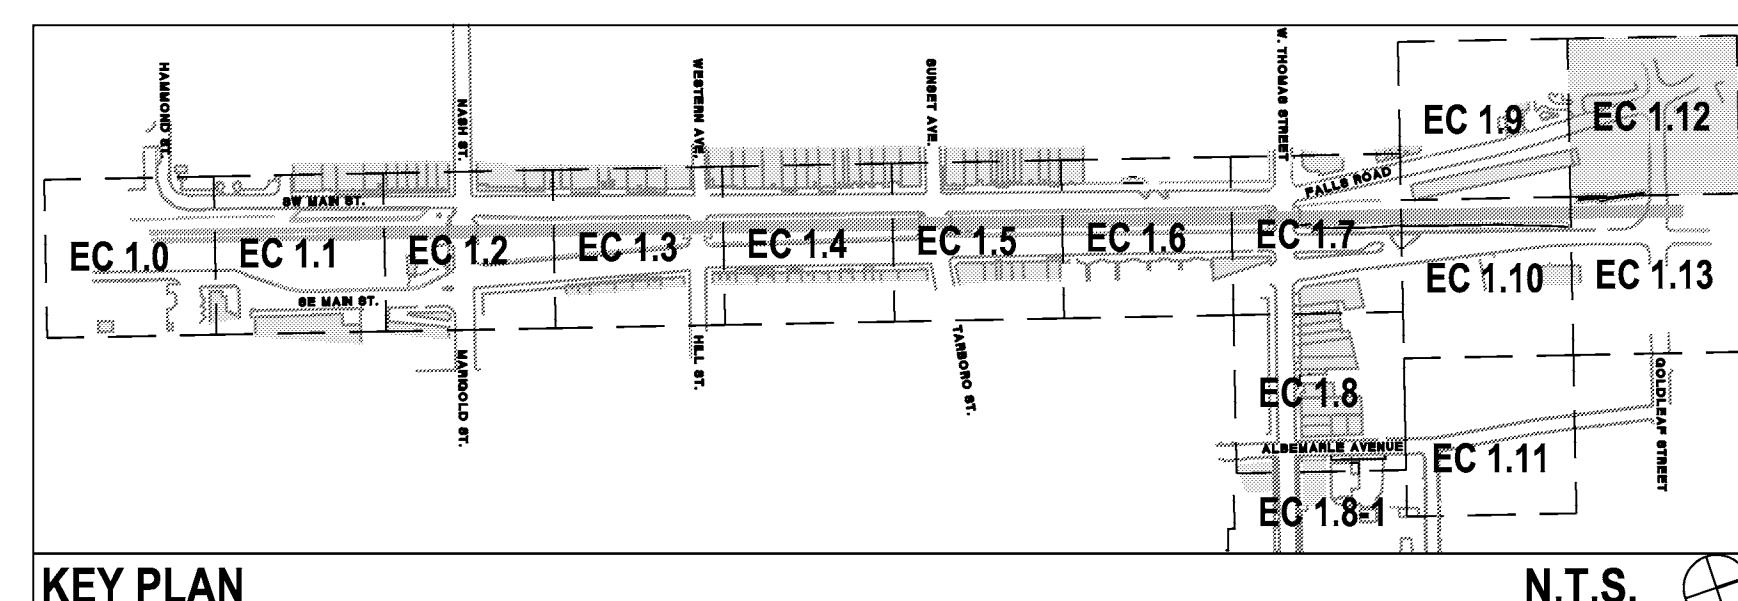 HAMMOND ST.
NASH ST.
WESTERN AVE.
SUNSET AVE.
W. THOMAS STREET
EC 1.9
EC 1.12
FALLS ROAD
SW MAIN ST.
EC 1.0
EC 1.1
EC 1.2
EC 1.3
EC 1.4
EC 1.5
EC 1.6
EC 1.7
EC 1.10
EC 1.13
SE MAIN ST.
MARIGOLD ST.
HILL ST.
TARBORO ST.
EC 1.8
GOLDLEAF STREET
ALBEMARLE AVENUE
EC 1.11
EC 1.8-1
KEY PLAN
N.T.S.